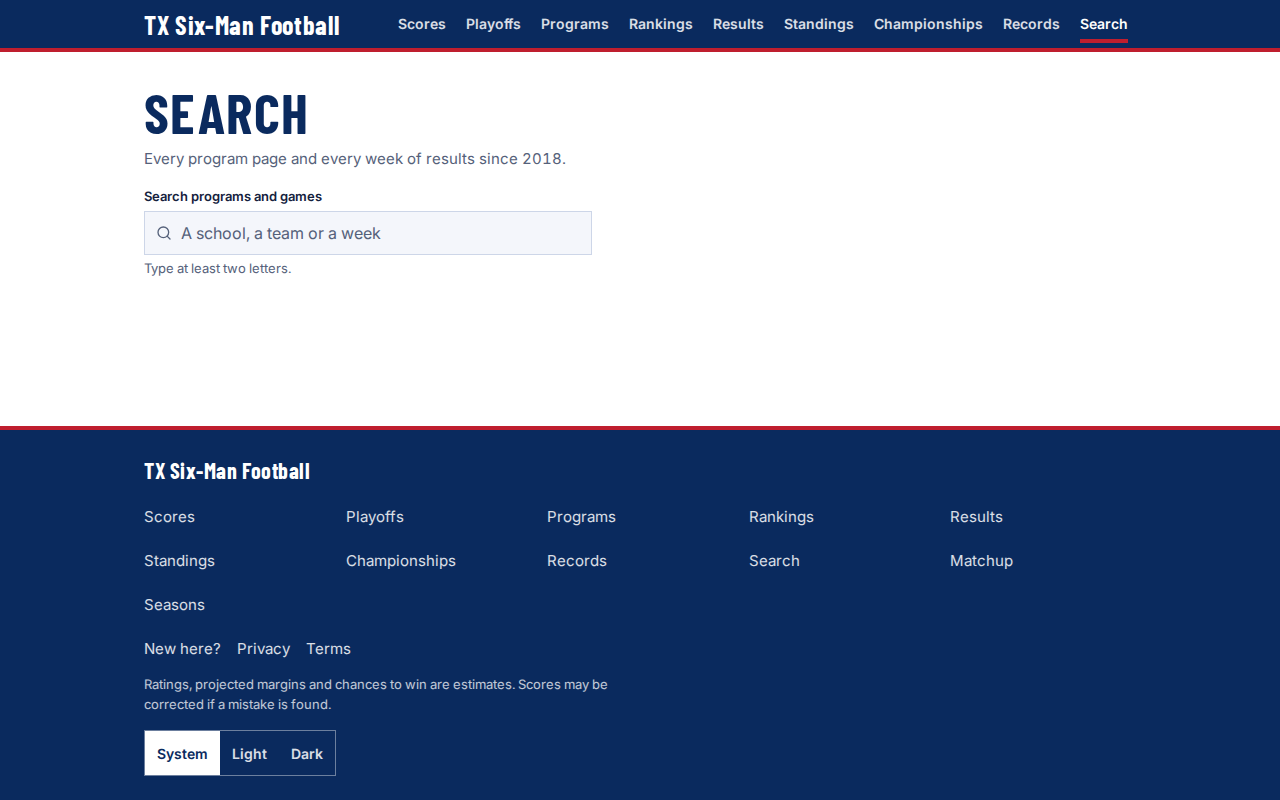 TX Six-Man Football
Scores Playoffs Programs Rankings Results Standings Championships Records Search
SEARCH
Every program page and every week of results since 2018.
Search programs and games
A school, a team or a week
Type at least two letters.
TX Six-Man Football
Scores Playoffs Programs Rankings Results
Standings Championships Records Search Matchup
Seasons
New here? Privacy Terms
Ratings, projected margins and chances to win are estimates. Scores may be
corrected if a mistake is found.
System Light Dark